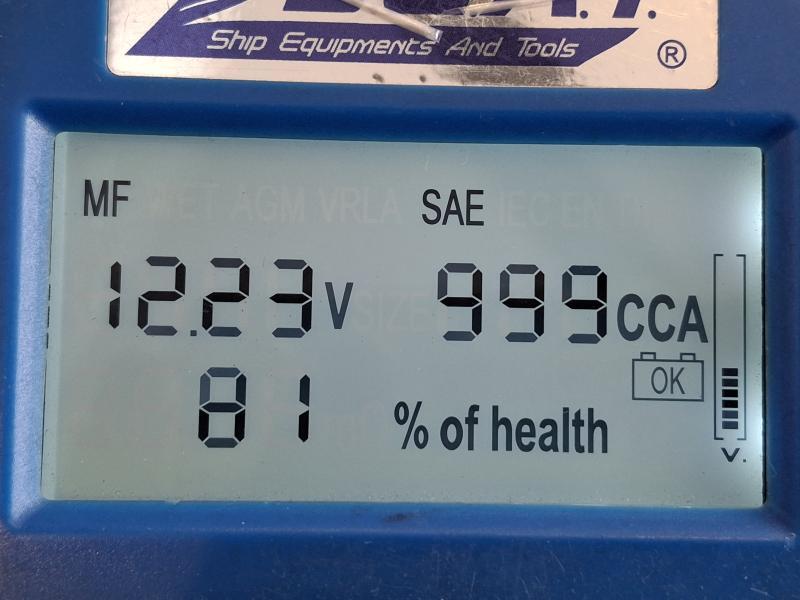 Ship Equipments And Tools ®
MF SAE
12.23 V 999 CCA
OK
81 % of health
V.